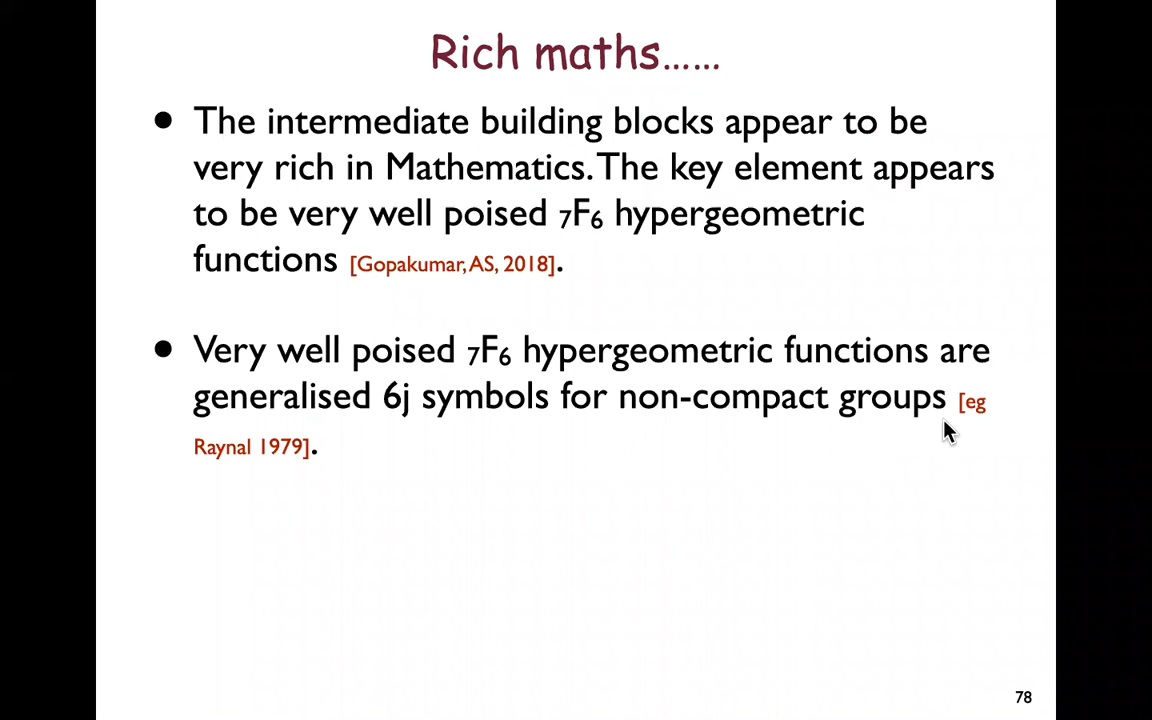 Rich maths……
• The intermediate building blocks appear to be
very rich in Mathematics. The key element appears
to be very well poised ₇F₆ hypergeometric
functions [Gopakumar, AS, 2018].
• Very well poised ₇F₆ hypergeometric functions are
generalised 6j symbols for non-compact groups [eg
Raynal 1979].
78